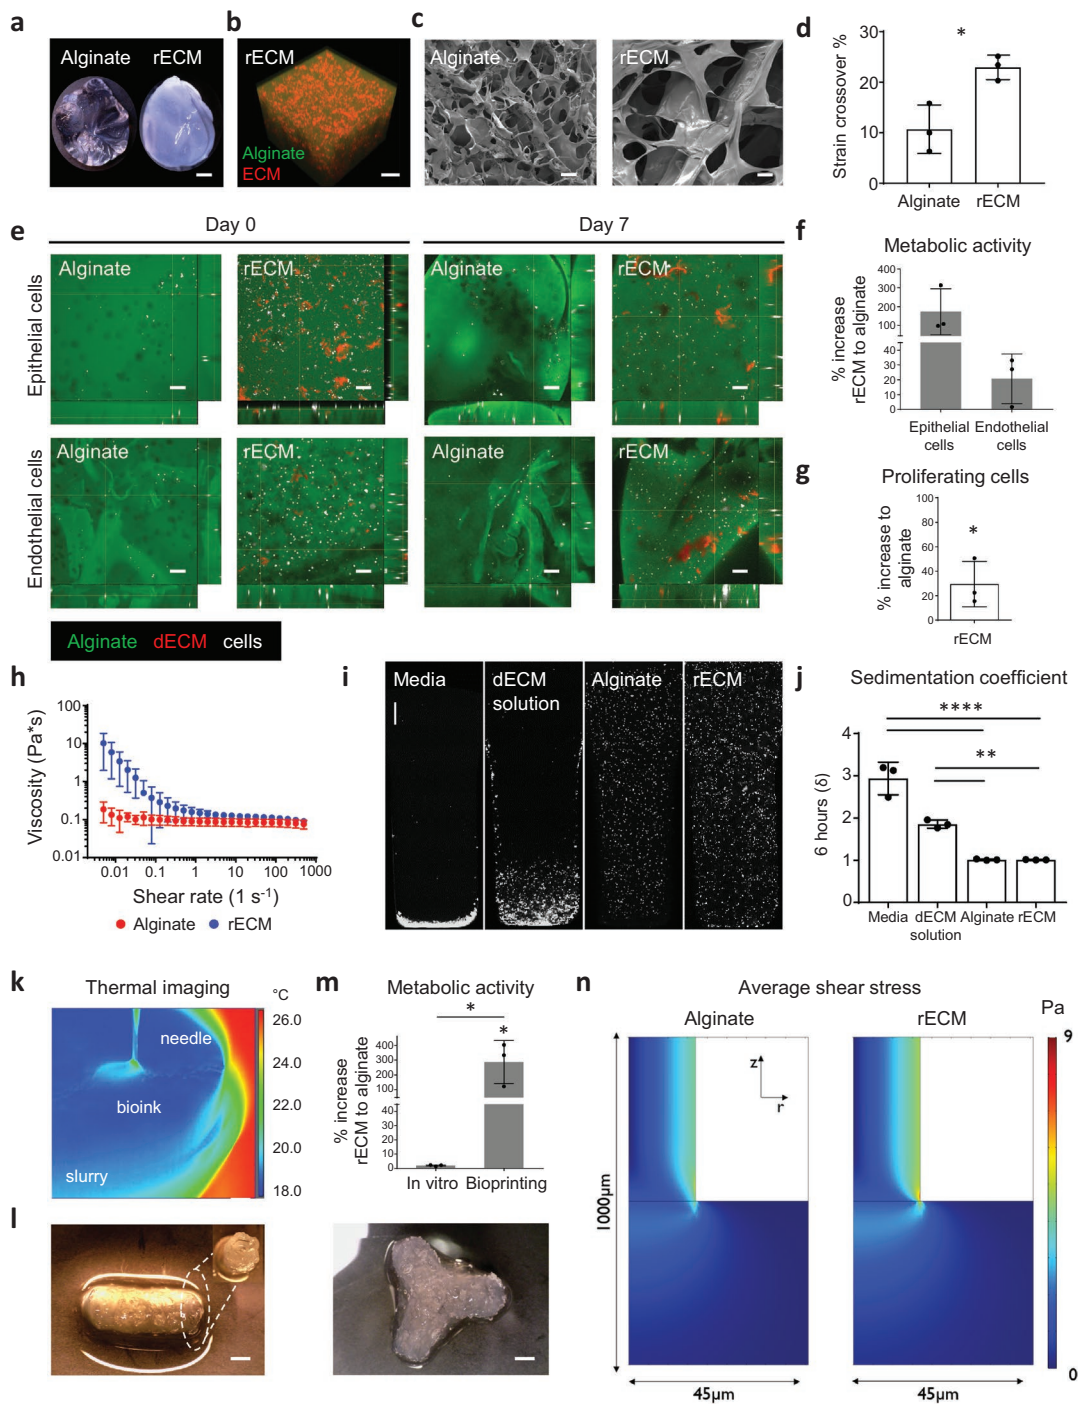 a
b
c
d
Alginate rECM
rECM
Alginate
ECM
Alginate
rECM
Strain crossover %
30
20
10
0
*
Alginate rECM
e
Day 0
Day 7
Epithelial cells
Alginate
rECM
Alginate
rECM
Endothelial cells
Alginate
rECM
Alginate
rECM
Alginate dECM cells
f
Metabolic activity
% increase
rECM to alginate
400
300
200
100
40
30
20
10
0
Epithelial Endothelial
cells cells
g
Proliferating cells
% increase to
alginate
100
80
60
40
20
0
*
rECM
h
Viscosity (Pa*s)
100
10
1
0.1
0.01
0.01 0.1 1 10 100 1000
Shear rate (1 s-1)
Alginate rECM
i
Media
dECM
solution
Alginate
rECM
j
Sedimentation coefficient
6 hours (δ)
4
3
2
1
0
****
**
Media dECM Alginate rECM
solution
k
Thermal imaging
°C
26.0
24.0
22.0
20.0
18.0
needle
bioink
slurry
l
m
Metabolic activity
% increase
rECM to alginate
400
300
200
100
40
30
20
10
0
*
*
In vitro Bioprinting
n
Average shear stress
Alginate
rECM
Pa
9
0
z
r
1000µm
45µm
45µm